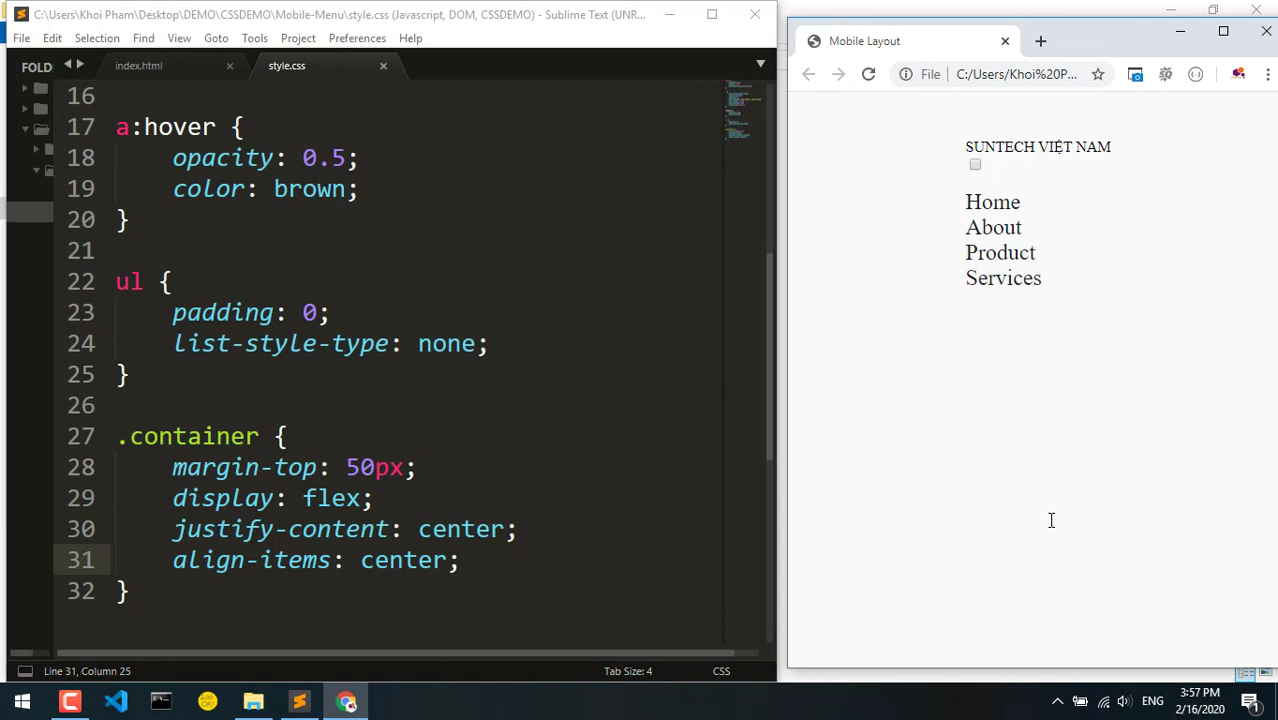 C:\Users\Khoi Pham\Desktop\DEMO\CSSDEMO\Mobile-Menu\style.css (Javascript, DOM, CSSDEMO) - Sublime Text (UNR...
File Edit Selection Find View Goto Tools Project Preferences Help
FOLD
index.html
style.css
16
17 a:hover {
18 opacity: 0.5;
19 color: brown;
20 }
21
22 ul {
23 padding: 0;
24 list-style-type: none;
25 }
26
27 .container {
28 margin-top: 50px;
29 display: flex;
30 justify-content: center;
31 align-items: center;
32 }
Line 31, Column 25
Tab Size: 4
CSS
Mobile Layout
File
C:/Users/Khoi%20P...
SUNTECH VIỆT NAM
Home
About
Product
Services
ENG
3:57 PM
2/16/2020
1